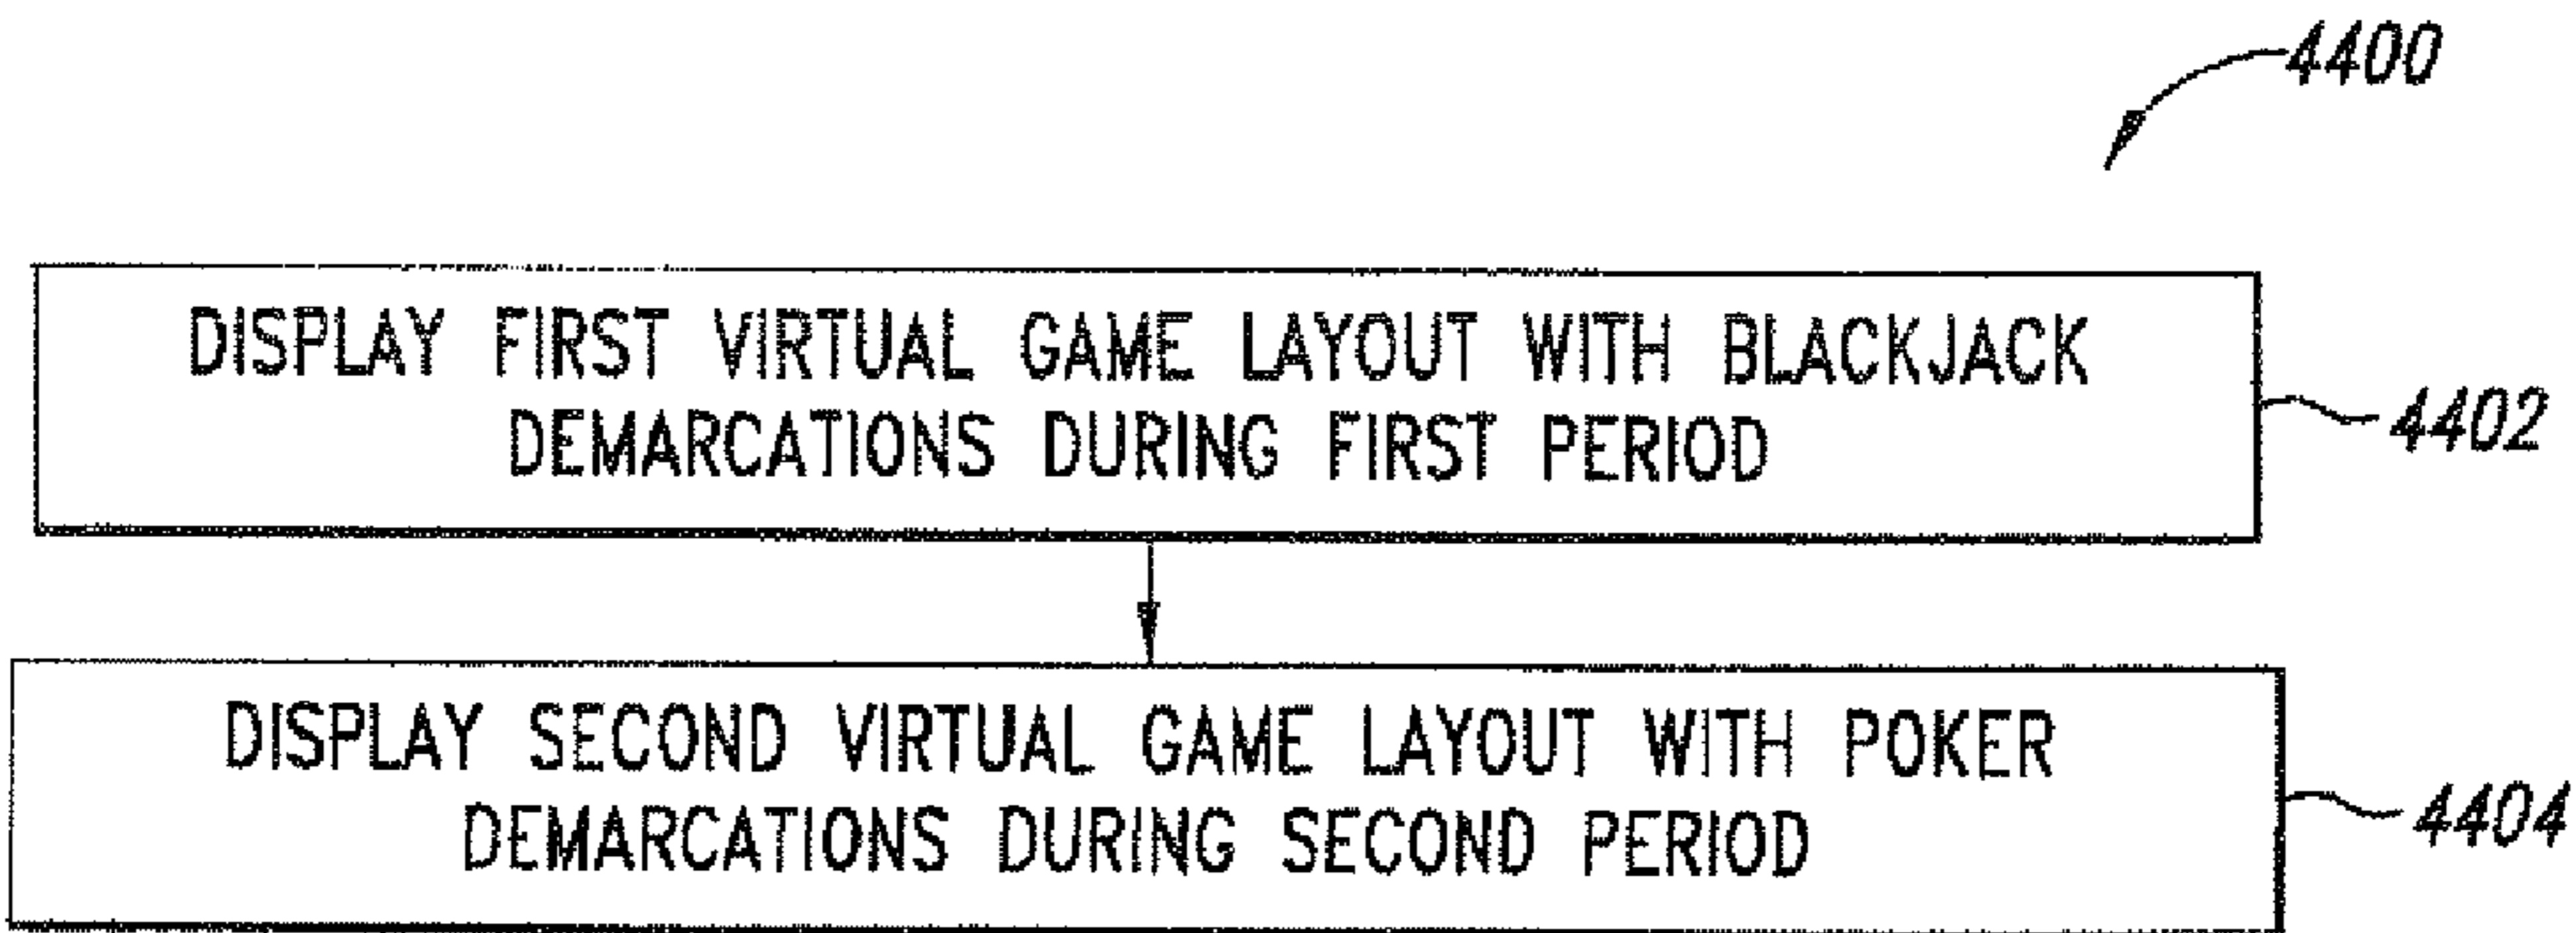 4400
DISPLAY FIRST VIRTUAL GAME LAYOUT WITH BLACKJACK
DEMARCATIONS DURING FIRST PERIOD
4402
DISPLAY SECOND VIRTUAL GAME LAYOUT WITH POKER
DEMARCATIONS DURING SECOND PERIOD
4404